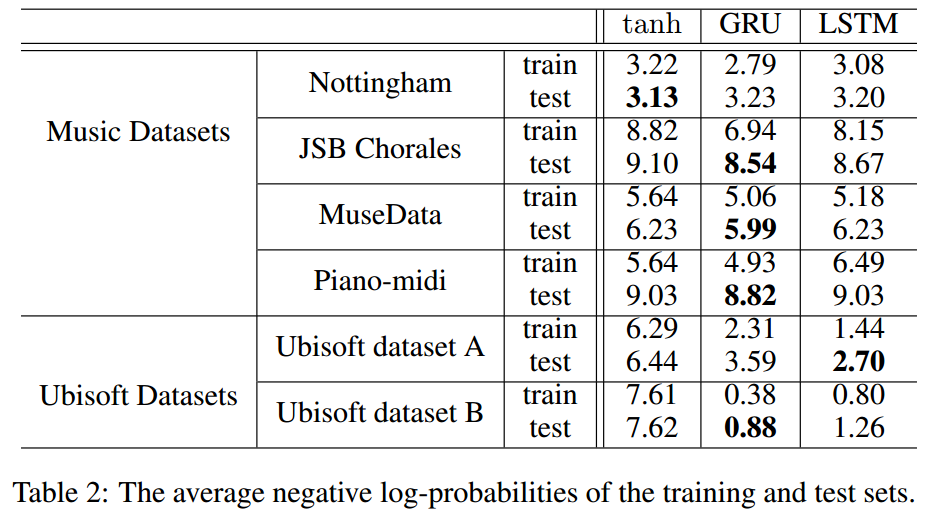 tanh GRU LSTM
Music Datasets Nottingham train 3.22 2.79 3.08
test 3.13 3.23 3.20
JSB Chorales train 8.82 6.94 8.15
test 9.10 8.54 8.67
MuseData train 5.64 5.06 5.18
test 6.23 5.99 6.23
Piano-midi train 5.64 4.93 6.49
test 9.03 8.82 9.03
Ubisoft Datasets Ubisoft dataset A train 6.29 2.31 1.44
test 6.44 3.59 2.70
Ubisoft dataset B train 7.61 0.38 0.80
test 7.62 0.88 1.26
Table 2: The average negative log-probabilities of the training and test sets.